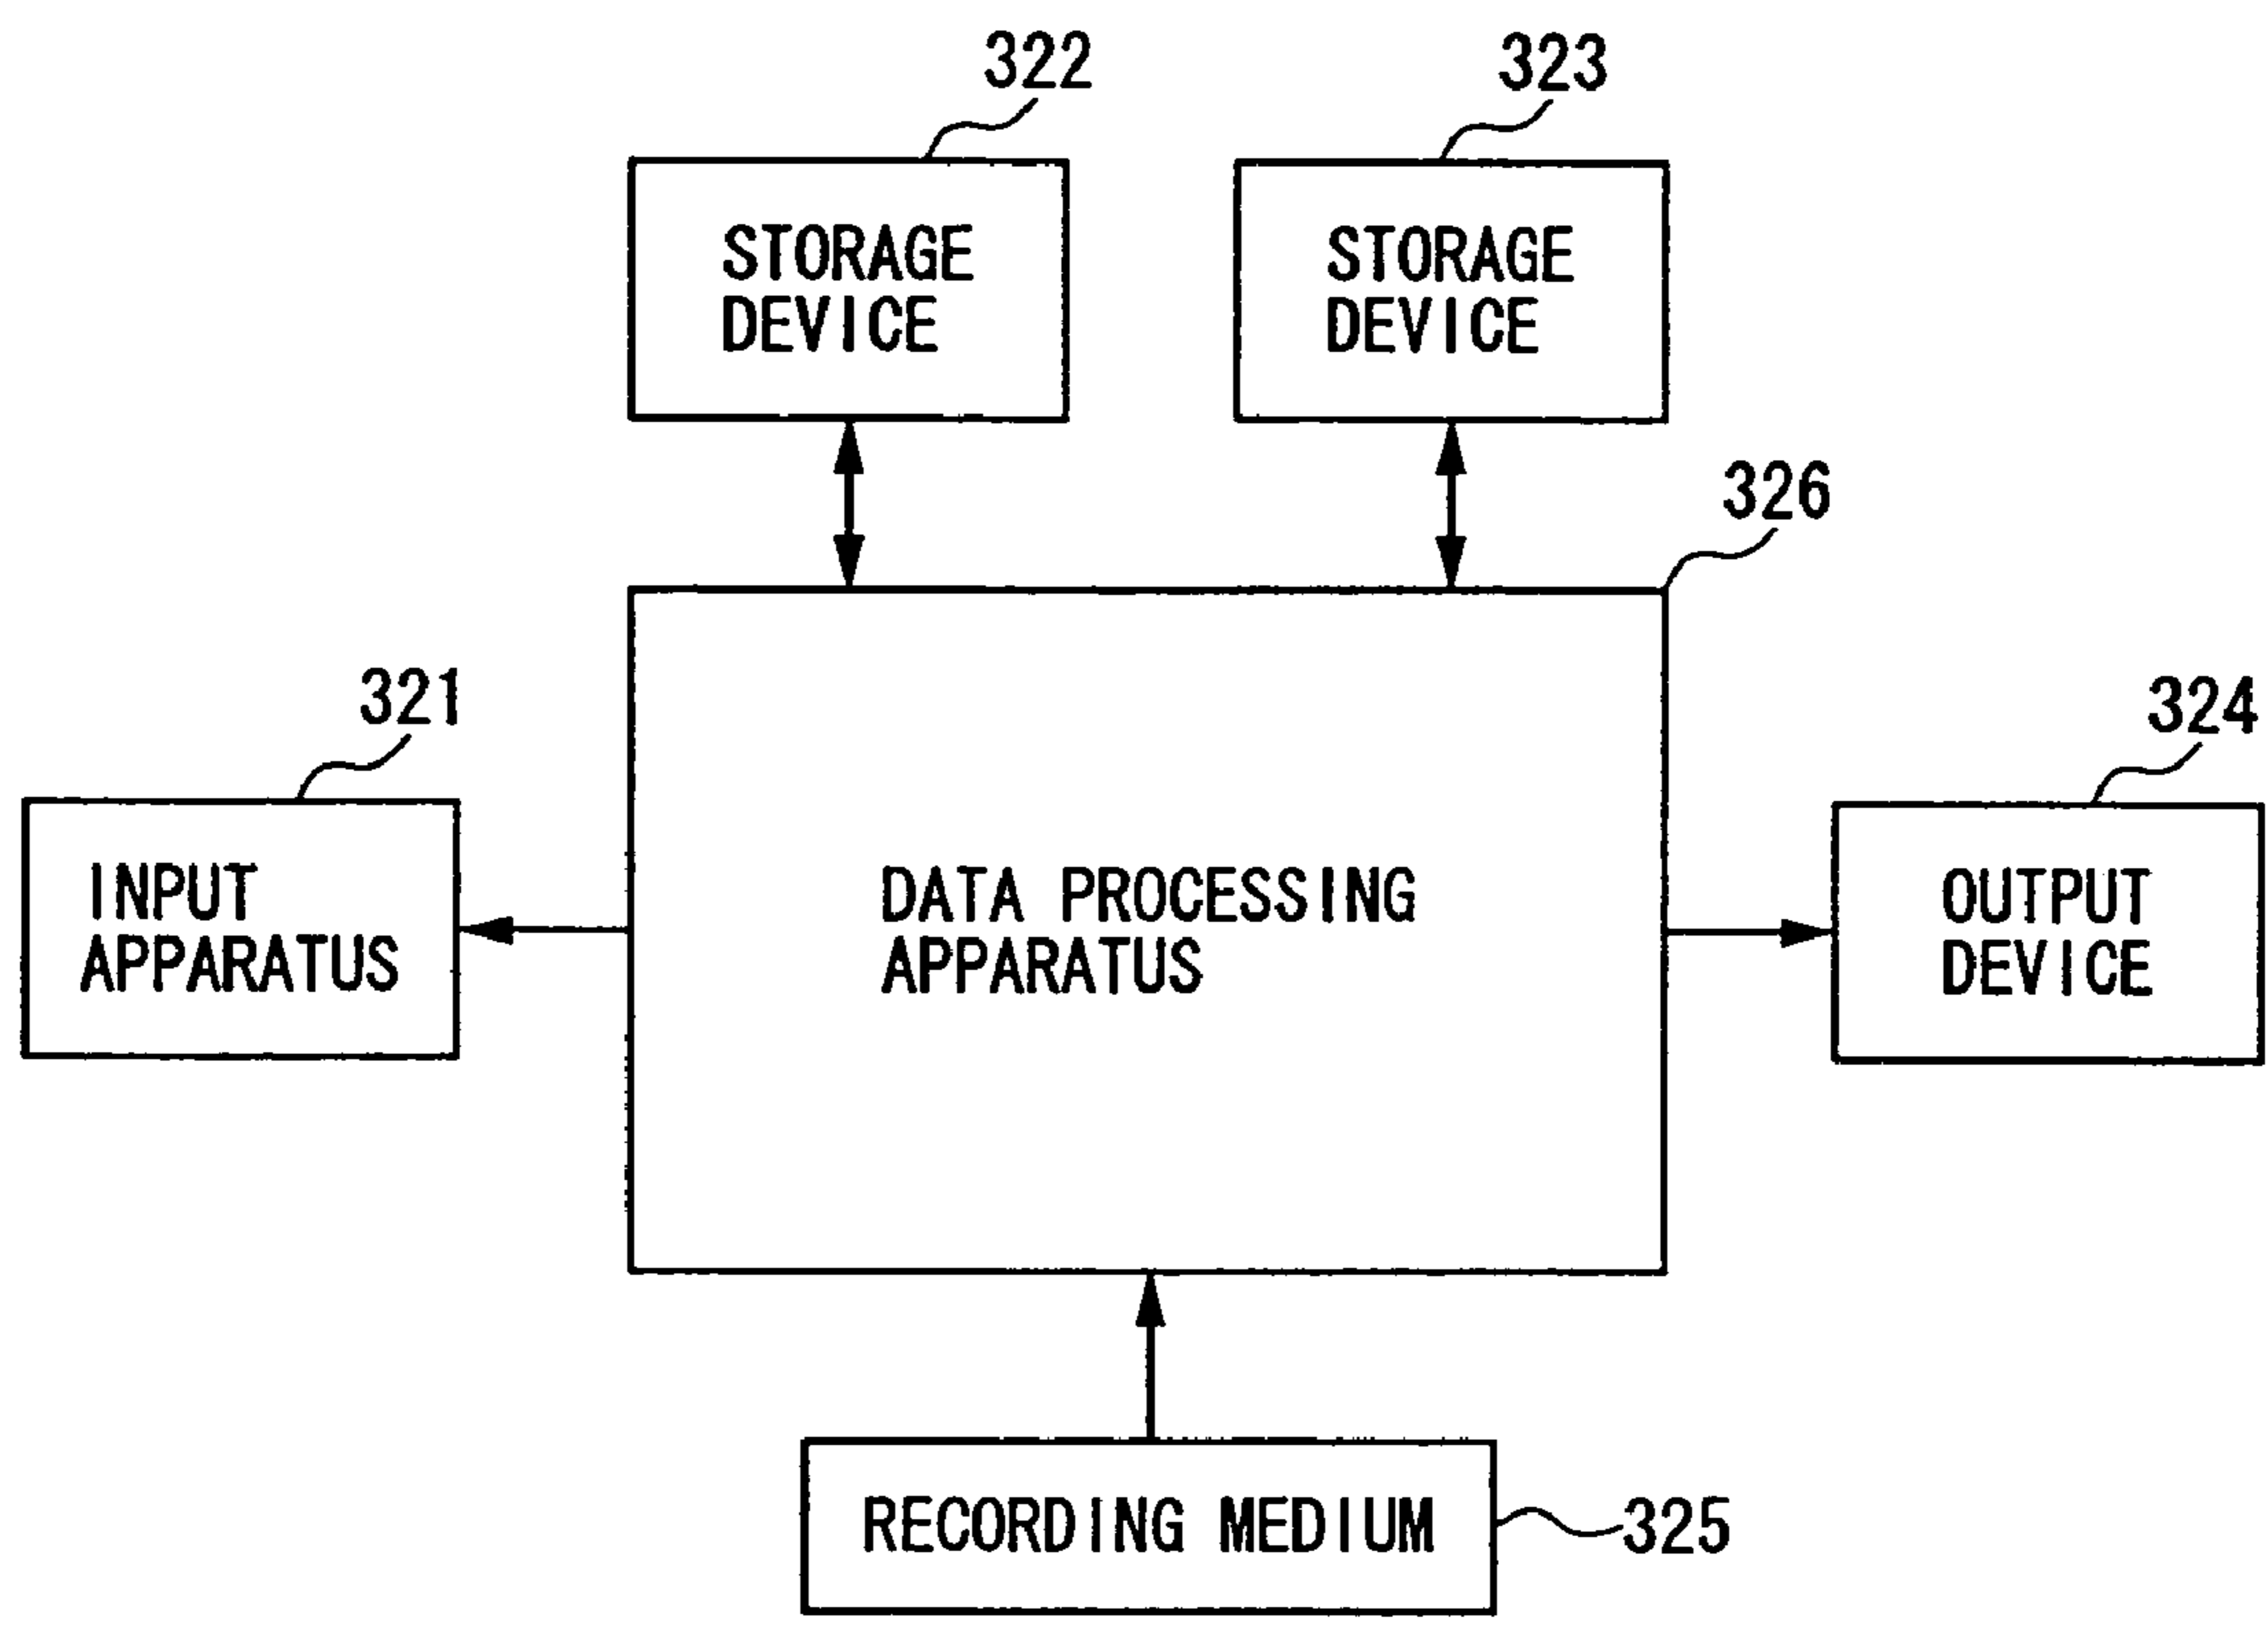 322
323
STORAGE
DEVICE
STORAGE
DEVICE
326
321
324
INPUT
APPARATUS
DATA PROCESSING
APPARATUS
OUTPUT
DEVICE
RECORDING MEDIUM
325